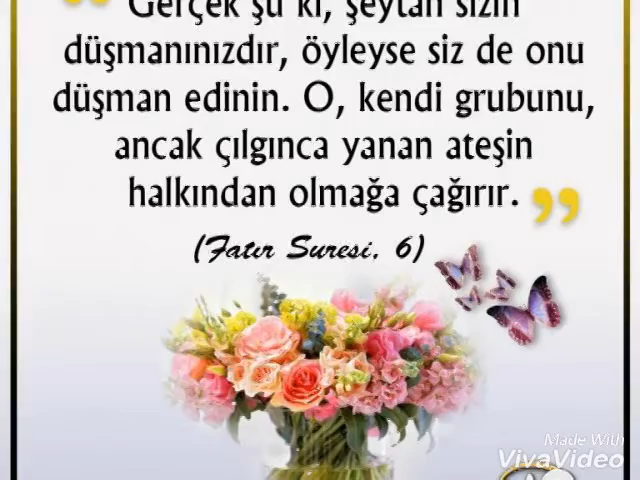 Gerçek şu ki, şeytan sizin
düşmanınızdır, öyleyse siz de onu
düşman edinin. O, kendi grubunu,
ancak çılgınca yanan ateşin
halkından olmağa çağırır.”
(Fatır Suresi, 6)
Made With
VivaVideo